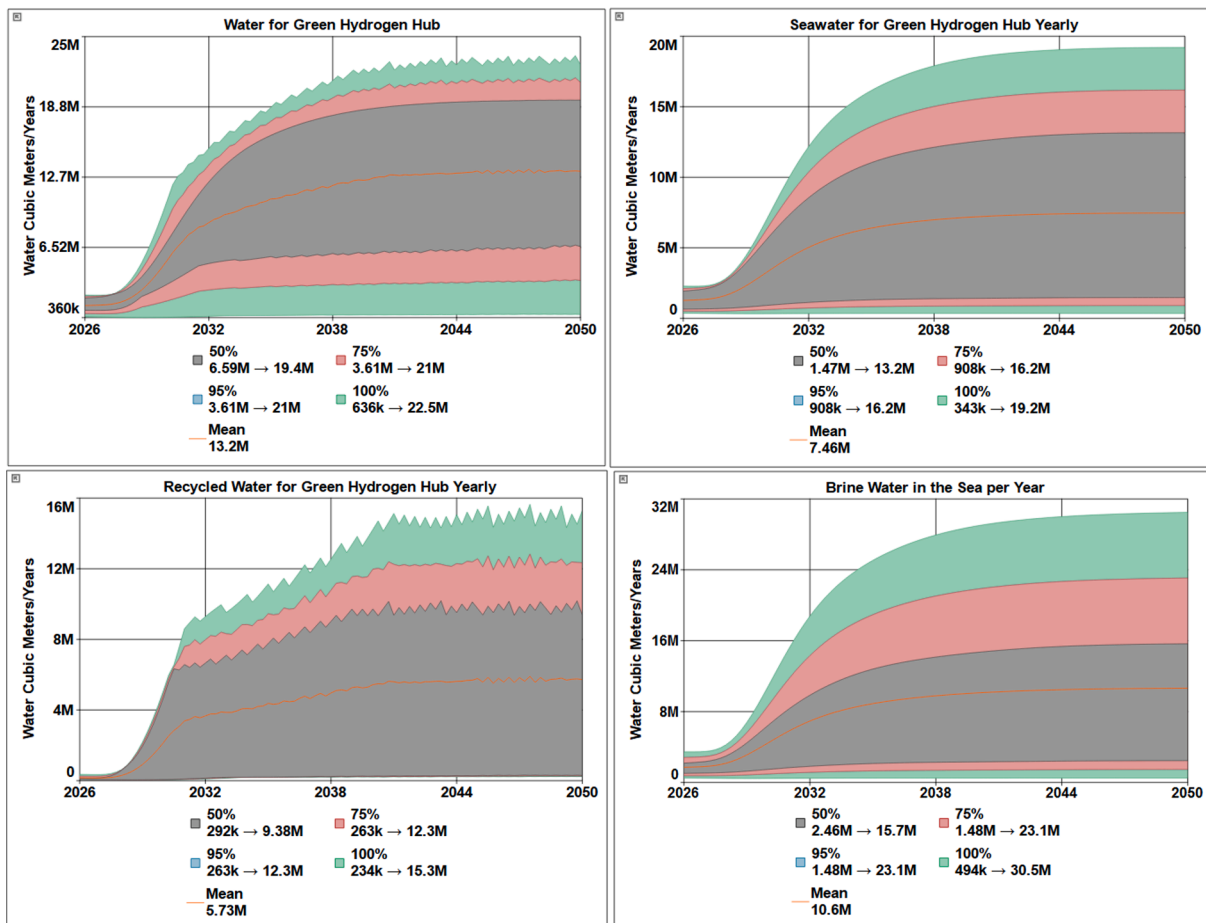 Water for Green Hydrogen Hub
Water Cubic Meters/Years
25M
18.8M
12.7M
6.52M
360k
2026 2032 2038 2044 2050
50% 75%
6.59M → 19.4M 3.61M → 21M
95% 100%
3.61M → 21M 636k → 22.5M
Mean
13.2M
Seawater for Green Hydrogen Hub Yearly
Water Cubic Meters/Years
20M
15M
10M
5M
0
2026 2032 2038 2044 2050
50% 75%
1.47M → 13.2M 908k → 16.2M
95% 100%
908k → 16.2M 343k → 19.2M
Mean
7.46M
Recycled Water for Green Hydrogen Hub Yearly
Water Cubic Meters/Years
16M
12M
8M
4M
0
2026 2032 2038 2044 2050
50% 75%
292k → 9.38M 263k → 12.3M
95% 100%
263k → 12.3M 234k → 15.3M
Mean
5.73M
Brine Water in the Sea per Year
Water Cubic Meters/Years
32M
24M
16M
8M
0
2026 2032 2038 2044 2050
50% 75%
2.46M → 15.7M 1.48M → 23.1M
95% 100%
1.48M → 23.1M 494k → 30.5M
Mean
10.6M